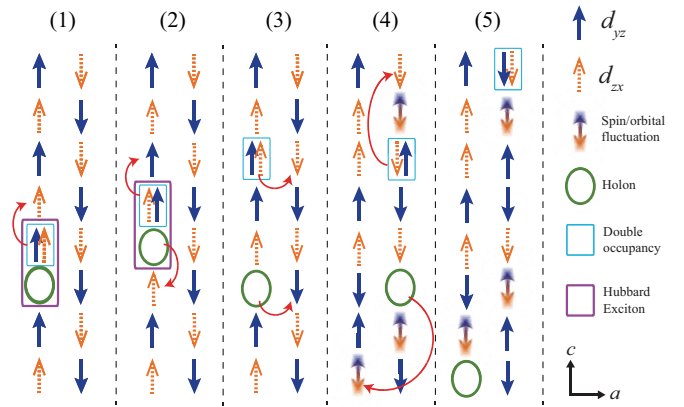 (1) (2) (3) (4) (5)
d_yz
d_zx
Spin/orbital
fluctuation
Holon
Double
occupancy
Hubbard
Exciton
c
a